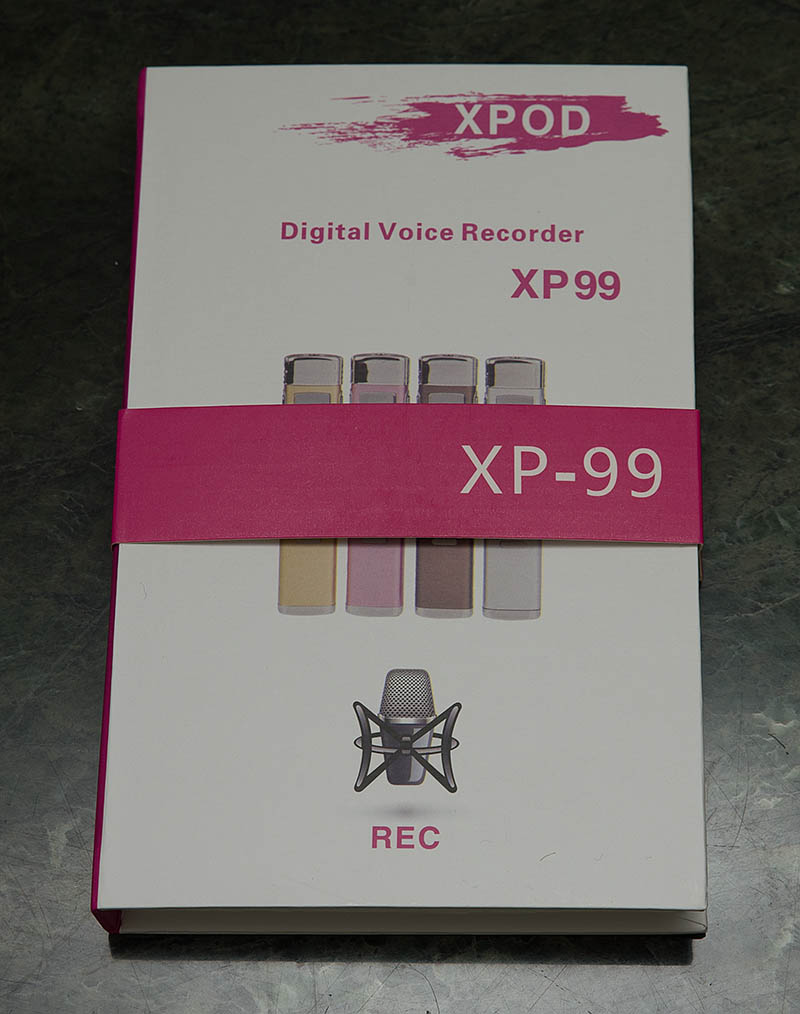 XPOD
Digital Voice Recorder
XP99
XP-99
REC